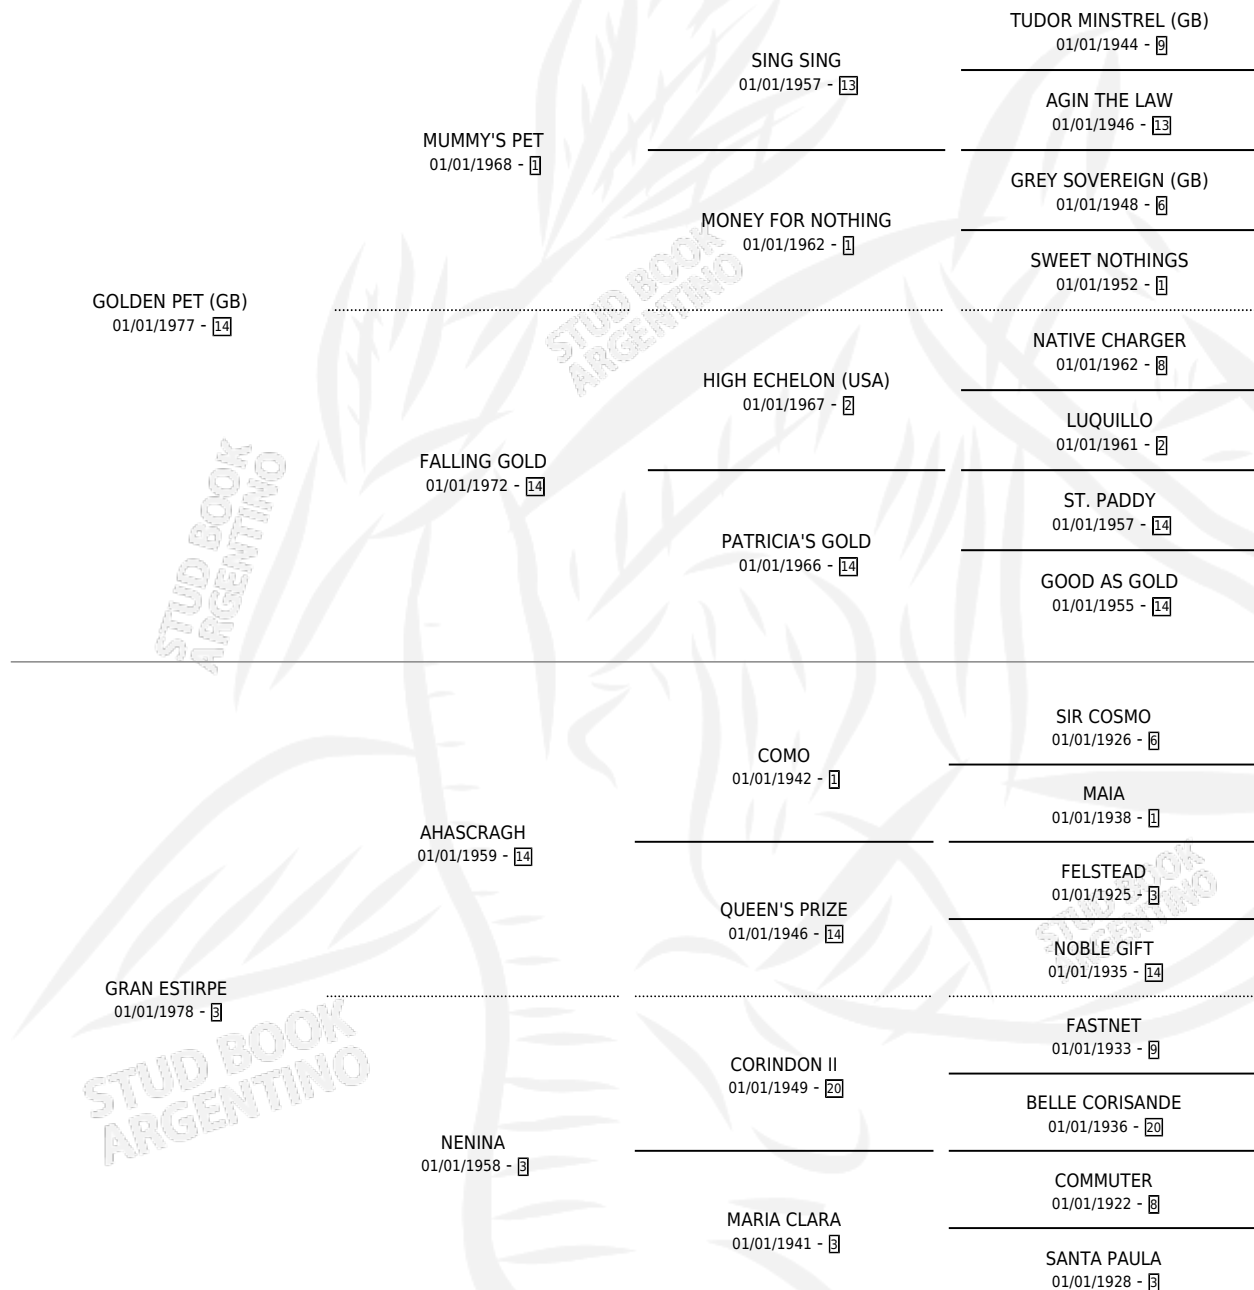 TUDOR MINSTREL (GB)
01/01/1944 - 9
SING SING
01/01/1957 - 13
AGIN THE LAW
01/01/1946 - 13
MUMMY'S PET
01/01/1968 - 1
GREY SOVEREIGN (GB)
01/01/1948 - 6
MONEY FOR NOTHING
01/01/1962 - 1
SWEET NOTHINGS
01/01/1952 - 1
GOLDEN PET (GB)
01/01/1977 - 14
STUD BOOK
ARGENTINO
NATIVE CHARGER
01/01/1962 - 8
HIGH ECHELON (USA)
01/01/1967 - 2
LUQUILLO
01/01/1961 - 2
FALLING GOLD
01/01/1972 - 14
ST. PADDY
01/01/1957 - 14
PATRICIA'S GOLD
01/01/1966 - 14
GOOD AS GOLD
01/01/1955 - 14
STUD BOOK
ARGENTINO
SIR COSMO
01/01/1926 - 6
COMO
01/01/1942 - 1
MAIA
01/01/1938 - 1
AHASCRAGH
01/01/1959 - 14
FELSTEAD
01/01/1925 - 3
QUEEN'S PRIZE
01/01/1946 - 14
NOBLE GIFT
01/01/1935 - 14
STUD BOOK
ARGENTINO
GRAN ESTIRPE
01/01/1978 - 3
STUD BOOK
ARGENTINO
FASTNET
01/01/1933 - 9
CORINDON II
01/01/1949 - 20
BELLE CORISANDE
01/01/1936 - 20
NENINA
01/01/1958 - 3
COMMUTER
01/01/1922 - 8
MARIA CLARA
01/01/1941 - 3
SANTA PAULA
01/01/1928 - 3